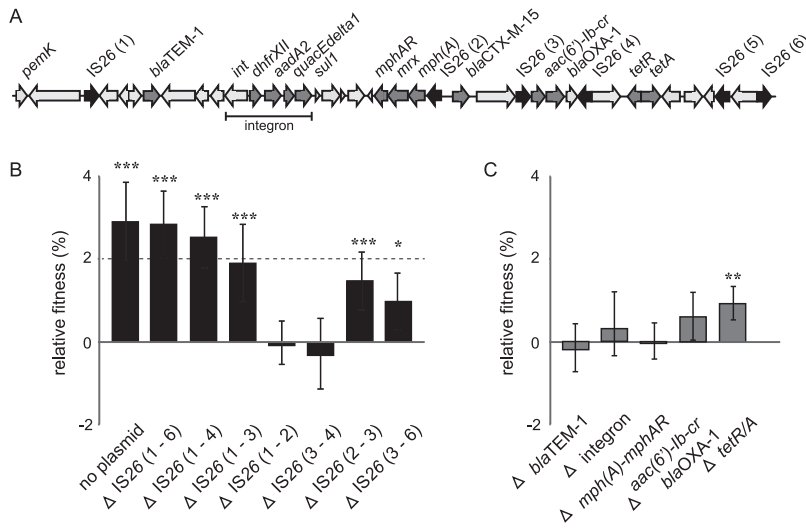 A
pemK
IS26 (1)
blaTEM-1
int
dhfrXII
aadA2
quacEdelta1
sul1
mphAR
mrx
mph(A)
IS26 (2)
blaCTX-M-15
IS26 (3)
aac(6')-Ib-cr
blaOXA-1
IS26 (4)
tetR
tetA
IS26 (5)
IS26 (6)
integron
B
relative fitness (%)
4
2
0
-2
***
***
***
***
***
*
no plasmid
Δ IS26 (1 - 6)
Δ IS26 (1 - 4)
Δ IS26 (1 - 3)
Δ IS26 (1 - 2)
Δ IS26 (3 - 4)
Δ IS26 (2 - 3)
Δ IS26 (3 - 6)
C
relative fitness (%)
4
2
0
-2
**
Δ blaTEM-1
Δ integron
Δ mph(A)-mphAR
Δ aac(6')-Ib-cr
blaOXA-1
Δ tetR/A